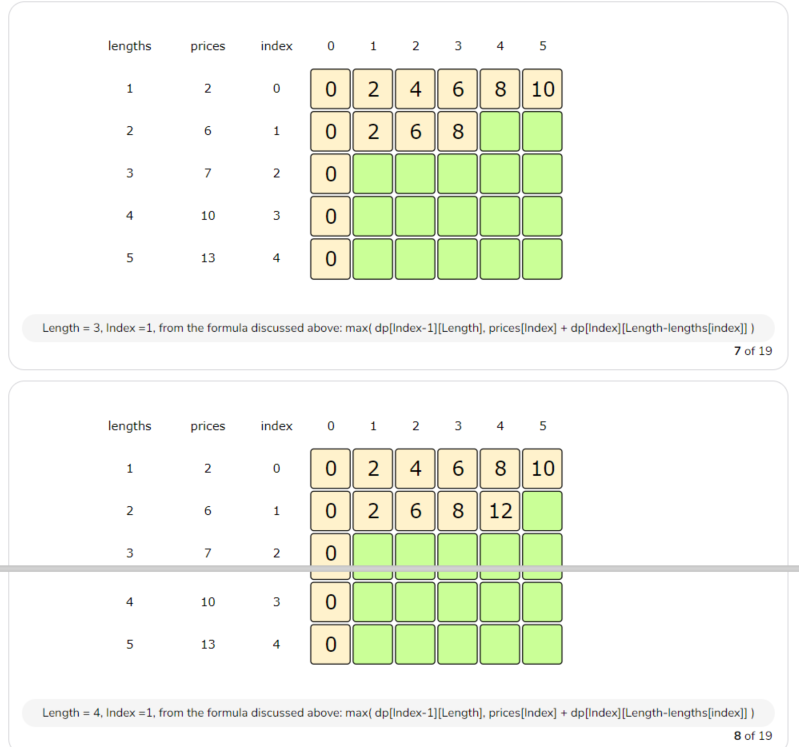 lengths prices index 0 1 2 3 4 5
1 2 0 0 2 4 6 8 10
2 6 1 0 2 6 8
3 7 2 0
4 10 3 0
5 13 4 0
Length = 3, Index =1, from the formula discussed above: max( dp[Index-1][Length], prices[Index] + dp[Index][Length-lengths[index]] )
7 of 19
lengths prices index 0 1 2 3 4 5
1 2 0 0 2 4 6 8 10
2 6 1 0 2 6 8 12
3 7 2 0
4 10 3 0
5 13 4 0
Length = 4, Index =1, from the formula discussed above: max( dp[Index-1][Length], prices[Index] + dp[Index][Length-lengths[index]] )
8 of 19